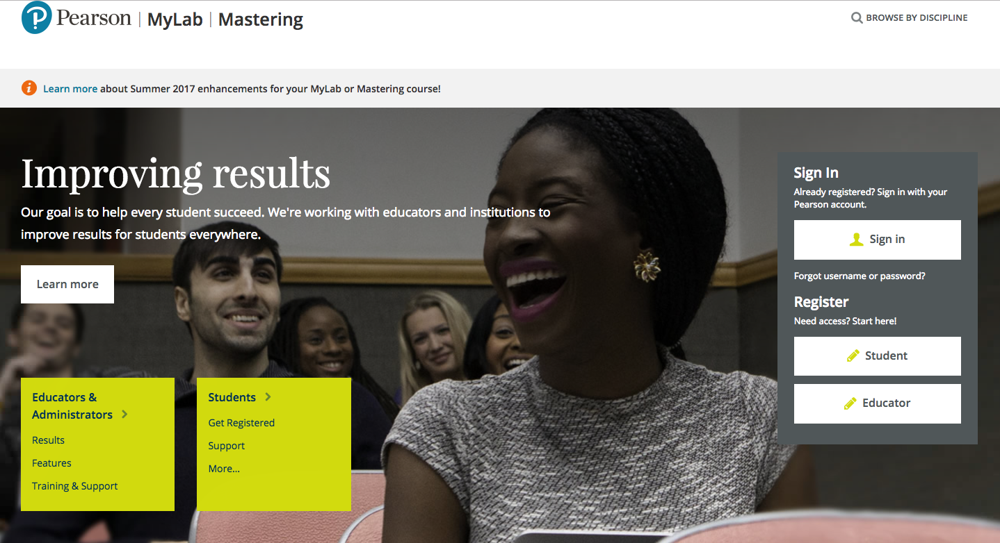 Pearson | MyLab | Mastering
BROWSE BY DISCIPLINE
Learn more about Summer 2017 enhancements for your MyLab or Mastering course!
Improving results
Our goal is to help every student succeed. We're working with educators and institutions to
improve results for students everywhere.
Learn more
Educators &
Administrators
Results
Features
Training & Support
Students
Get Registered
Support
More...
Sign In
Already registered? Sign in with your
Pearson account.
Sign in
Forgot username or password?
Register
Need access? Start here!
Student
Educator